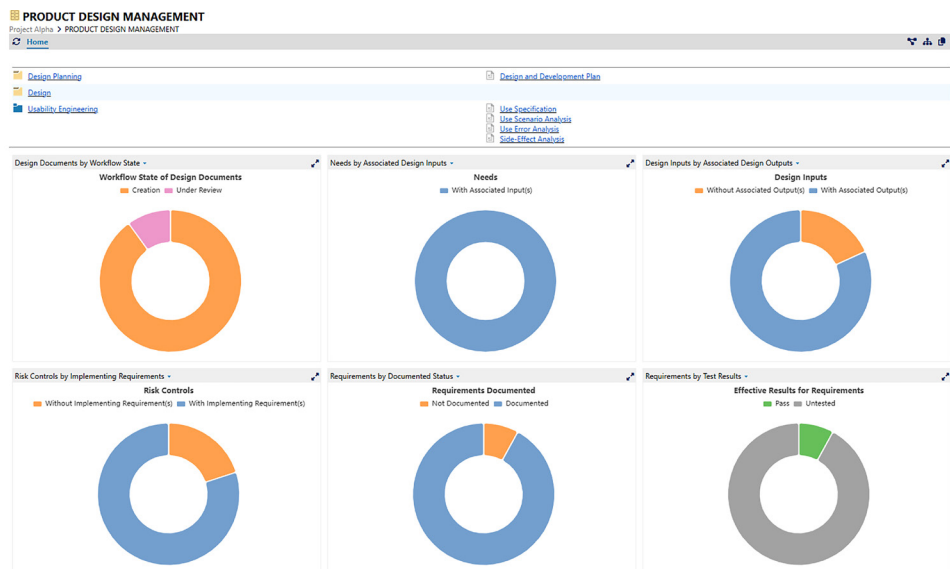 PRODUCT DESIGN MANAGEMENT
Project Alpha > PRODUCT DESIGN MANAGEMENT
Home
Design Planning
Design and Development Plan
Design
Usability Engineering
Use Specification
Use Scenario Analysis
Use Error Analysis
Side-Effect Analysis
Design Documents by Workflow State
Workflow State of Design Documents
Creation Under Review
Needs by Associated Design Inputs
Needs
With Associated Input(s)
Design Inputs by Associated Design Outputs
Design Inputs
Without Associated Output(s) With Associated Output(s)
Risk Controls by Implementing Requirements
Risk Controls
Without Implementing Requirement(s) With Implementing Requirement(s)
Requirements by Documented Status
Requirements Documented
Not Documented Documented
Requirements by Test Results
Effective Results for Requirements
Pass Untested